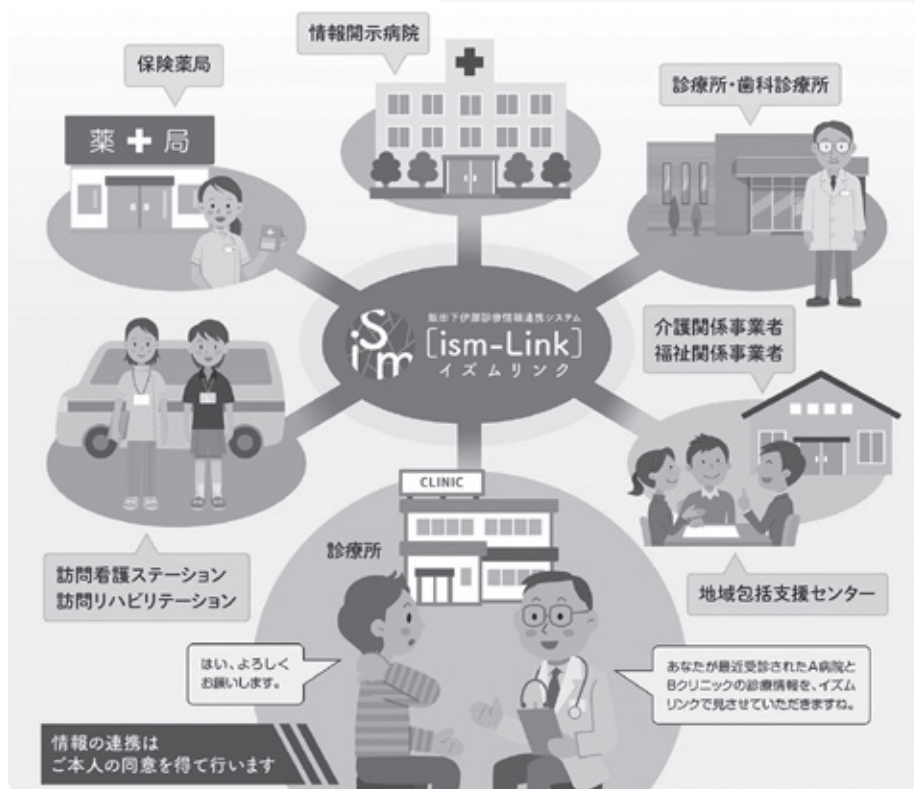 情報開示病院
保険薬局
診療所・歯科診療所
薬 局
飯田下伊那診療情報連携システム
ism
[ism-Link]
イズムリンク
介護関係事業者
福祉関係事業者
CLINIC
診療所
訪問看護ステーション
訪問リハビリテーション
地域包括支援センター
はい、よろしく
お願いします。
あなたが最近受診されたA病院と
Bクリニックの診療情報を、イズム
リンクで見させていただきますね。
情報の連携は
ご本人の同意を得て行います